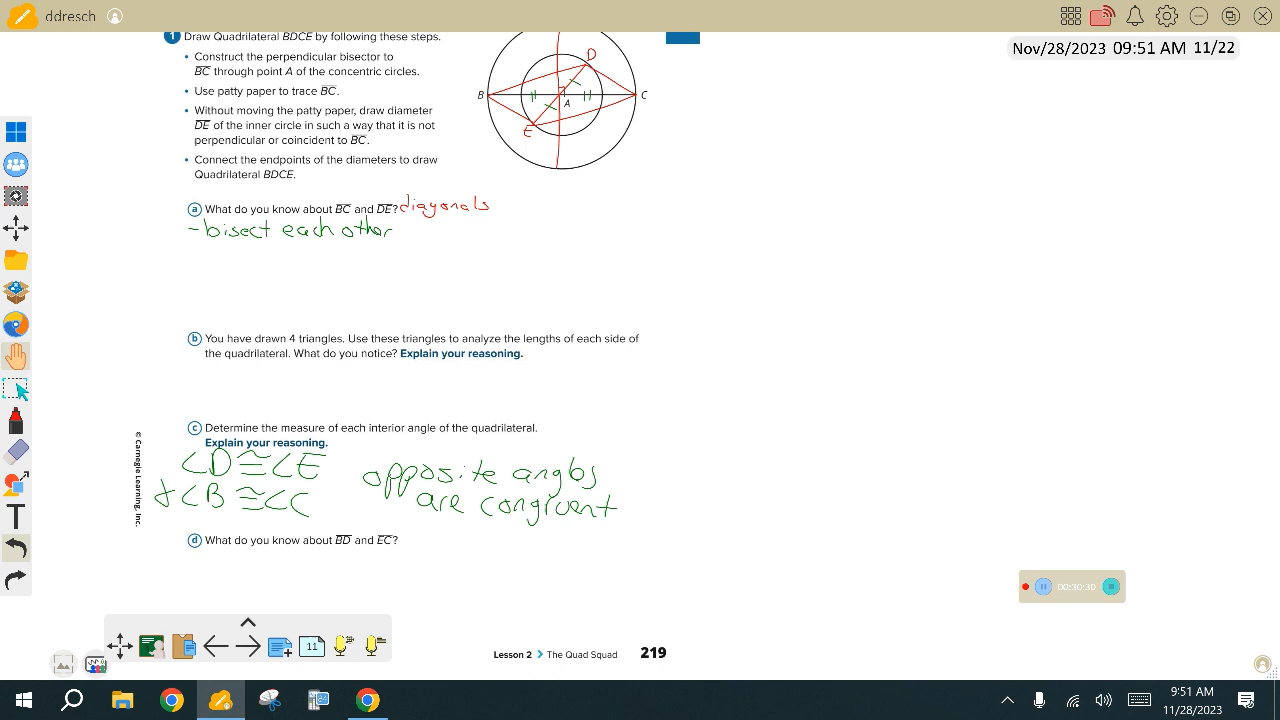 ddresch
Nov/28/2023 09:51 AM 11/22
1 Draw Quadrilateral BDCE by following these steps.
• Construct the perpendicular bisector to
BC through point A of the concentric circles.
• Use patty paper to trace BC.
• Without moving the patty paper, draw diameter
DE of the inner circle in such a way that it is not
perpendicular or coincident to BC.
• Connect the endpoints of the diameters to draw
Quadrilateral BDCE.
D
B
C
A
E
a What do you know about BC and DE? diagonals
- bisect each other
b You have drawn 4 triangles. Use these triangles to analyze the lengths of each side of
the quadrilateral. What do you notice? Explain your reasoning.
c Determine the measure of each interior angle of the quadrilateral.
Explain your reasoning.
∠D ≅ ∠E opposite angles
+ ∠B ≅ ∠C are congruent
d What do you know about BD and EC?
© Carnegie Learning, Inc.
00:30:30
T
11
Lesson 2 > The Quad Squad 219
9:51 AM
11/28/2023